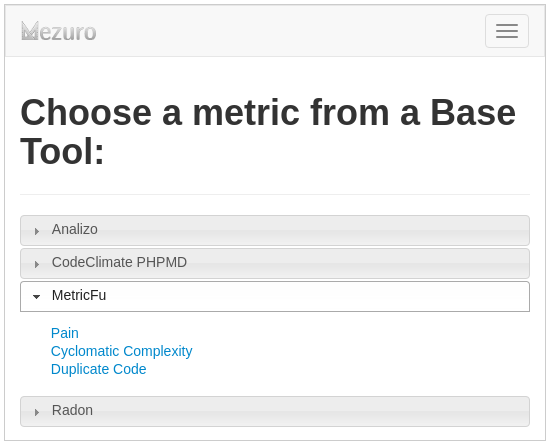 Mezuro
Choose a metric from a Base
Tool:
Analizo
CodeClimate PHPMD
MetricFu
Pain
Cyclomatic Complexity
Duplicate Code
Radon